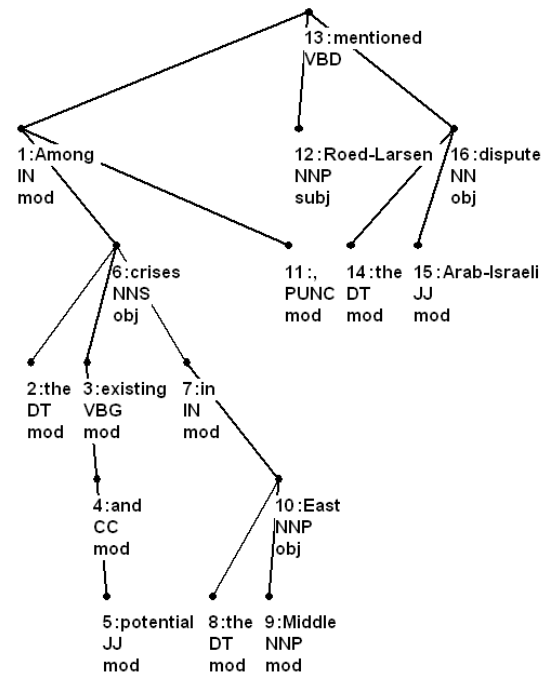 13:mentioned
VBD
1:Among
IN
mod
12:Roed-Larsen
NNP
subj
16:dispute
NN
obj
6:crises
NNS
obj
11:,
PUNC
mod
14:the
DT
mod
15:Arab-Israeli
JJ
mod
2:the
DT
mod
3:existing
VBG
mod
7:in
IN
mod
4:and
CC
mod
10:East
NNP
obj
5:potential
JJ
mod
8:the
DT
mod
9:Middle
NNP
mod